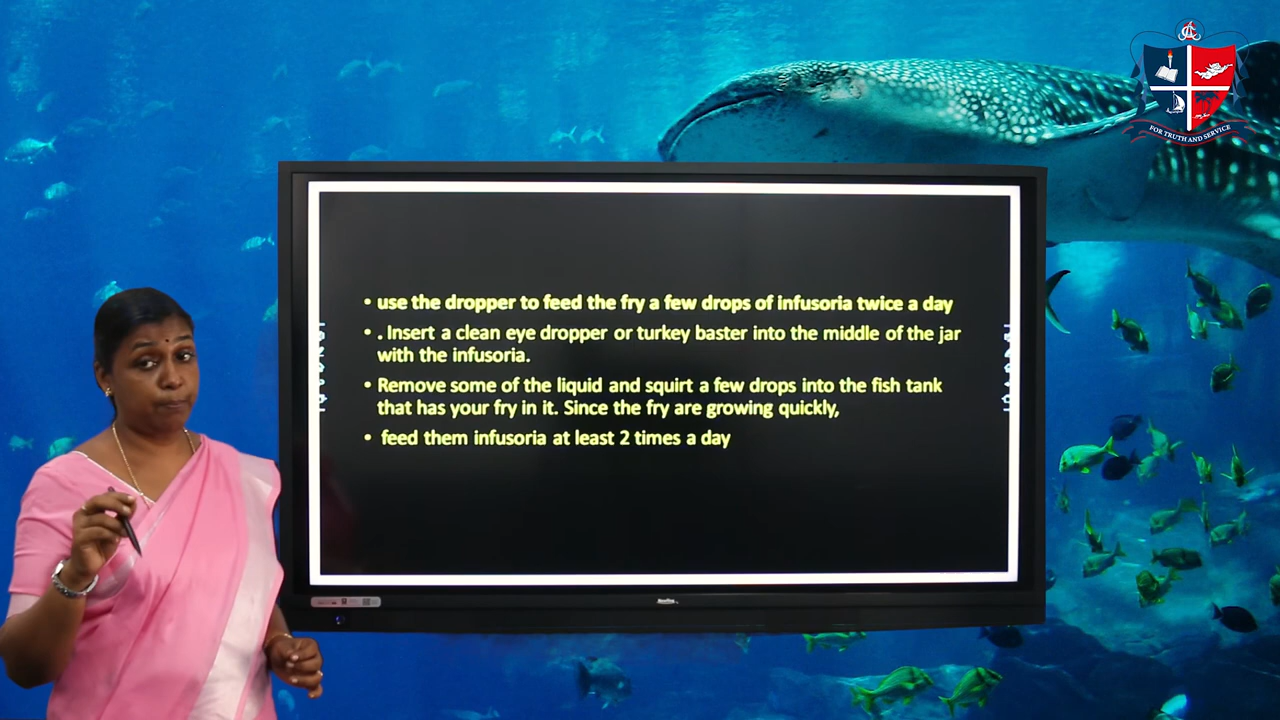 FOR TRUTH AND SERVICE
• use the dropper to feed the fry a few drops of infusoria twice a day
• . Insert a clean eye dropper or turkey baster into the middle of the jar
with the infusoria.
• Remove some of the liquid and squirt a few drops into the fish tank
that has your fry in it. Since the fry are growing quickly,
• feed them infusoria at least 2 times a day